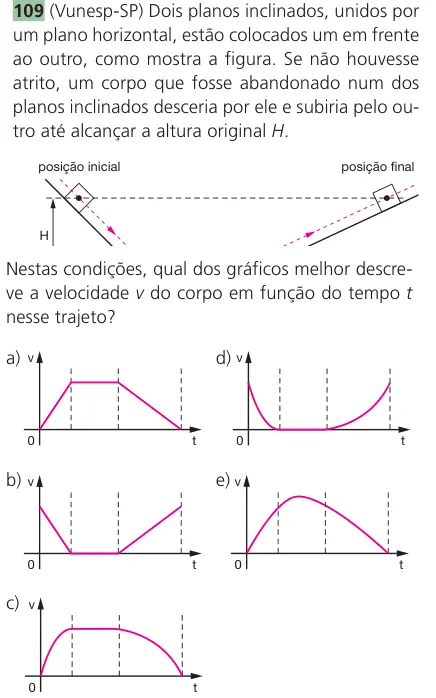 109 (Vunesp-SP) Dois planos inclinados, unidos por
um plano horizontal, estão colocados um em frente
ao outro, como mostra a figura. Se não houvesse
atrito, um corpo que fosse abandonado num dos
planos inclinados desceria por ele e subiria pelo ou-
tro até alcançar a altura original H.
posição inicial
posição final
H
Nestas condições, qual dos gráficos melhor descre-
ve a velocidade v do corpo em função do tempo t
nesse trajeto?
a) v
0 t
d) v
0 t
b) v
0 t
e) v
0 t
c) v
0 t